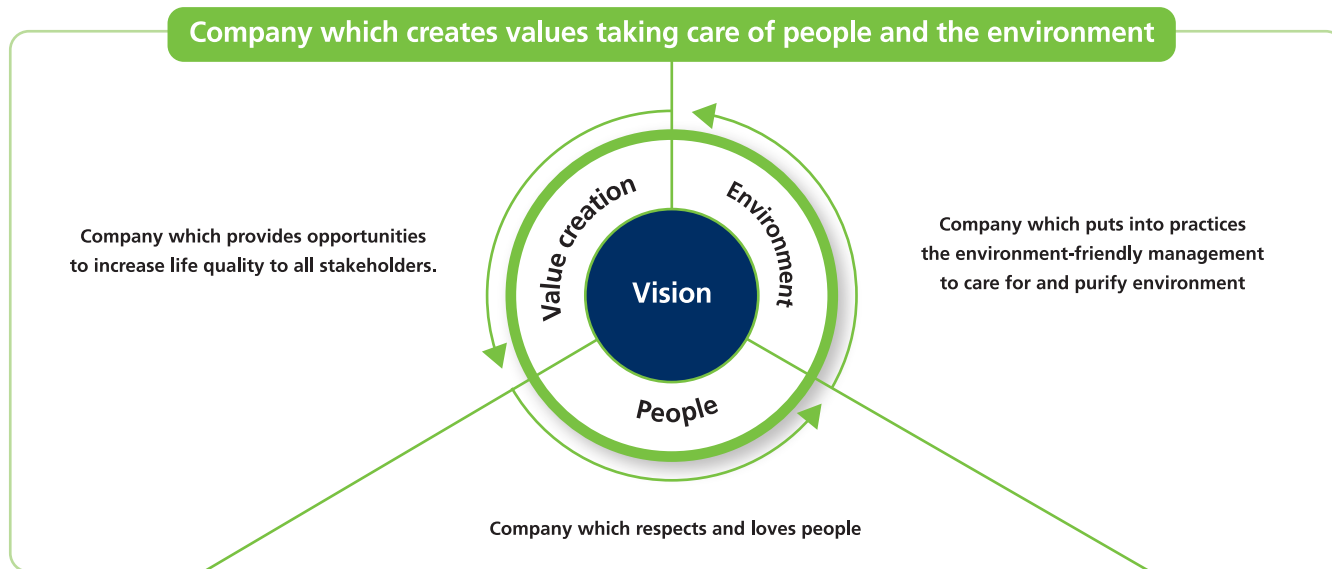 Company which creates values taking care of people and the environment
Company which provides opportunities
to increase life quality to all stakeholders.
Value creation
Environment
Vision
People
Company which puts into practices
the environment-friendly management
to care for and purify environment
Company which respects and loves people